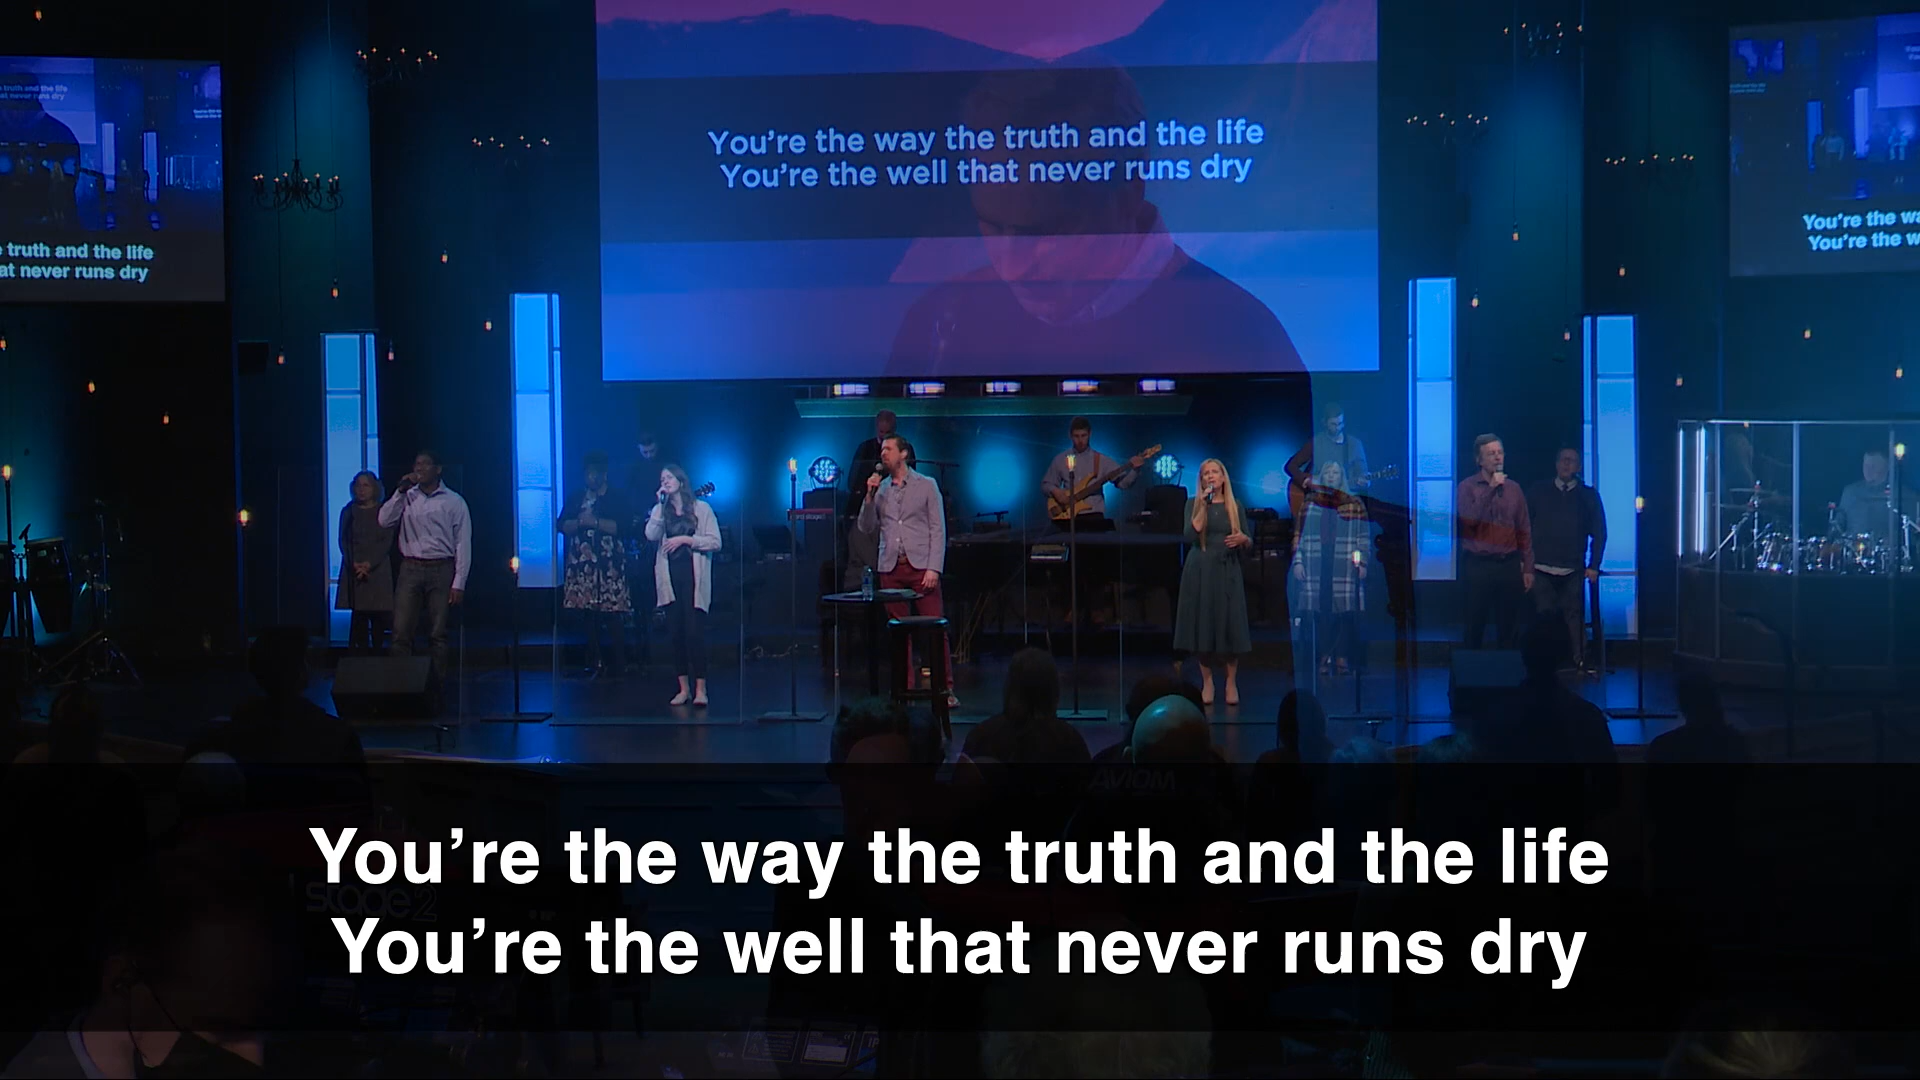 e truth and the life
at never runs dry
You're the way the truth and the life
You're the well that never runs dry
You're the wa
You're the w
AVIOM
stage2
You're the way the truth and the life
You're the well that never runs dry